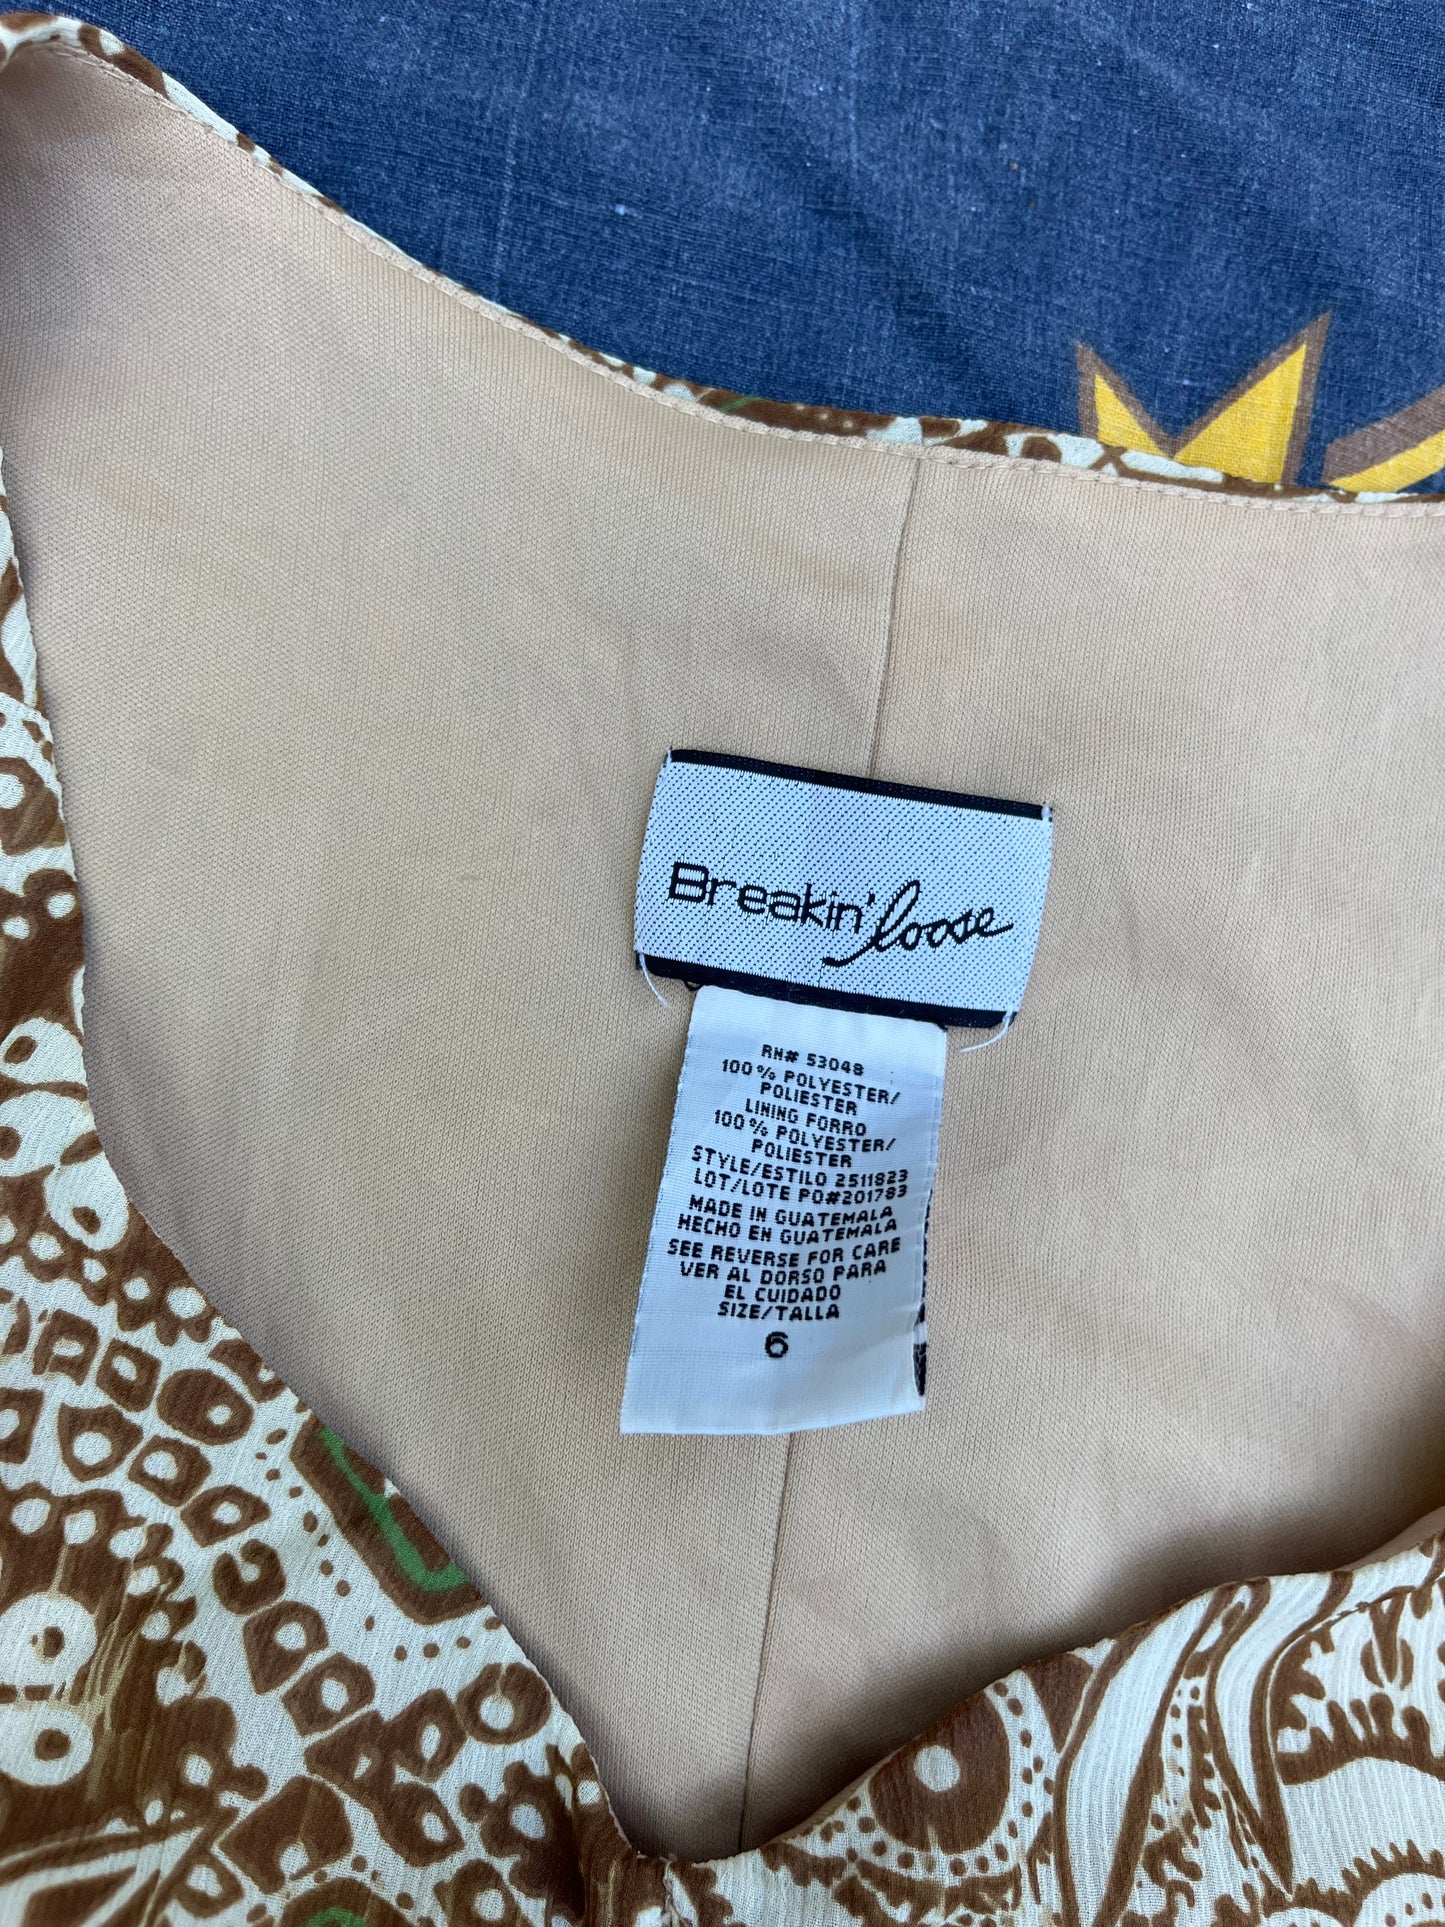 Breakin' loose
RN# 53048
100% POLYESTER/
POLIESTER
LINING FORRO
100% POLYESTER/
POLIESTER
STYLE/ESTILO 2511823
LOT/LOTE PO#201783
MADE IN GUATEMALA
HECHO EN GUATEMALA
SEE REVERSE FOR CARE
VER AL DORSO PARA
EL CUIDADO
SIZE/TALLA
6